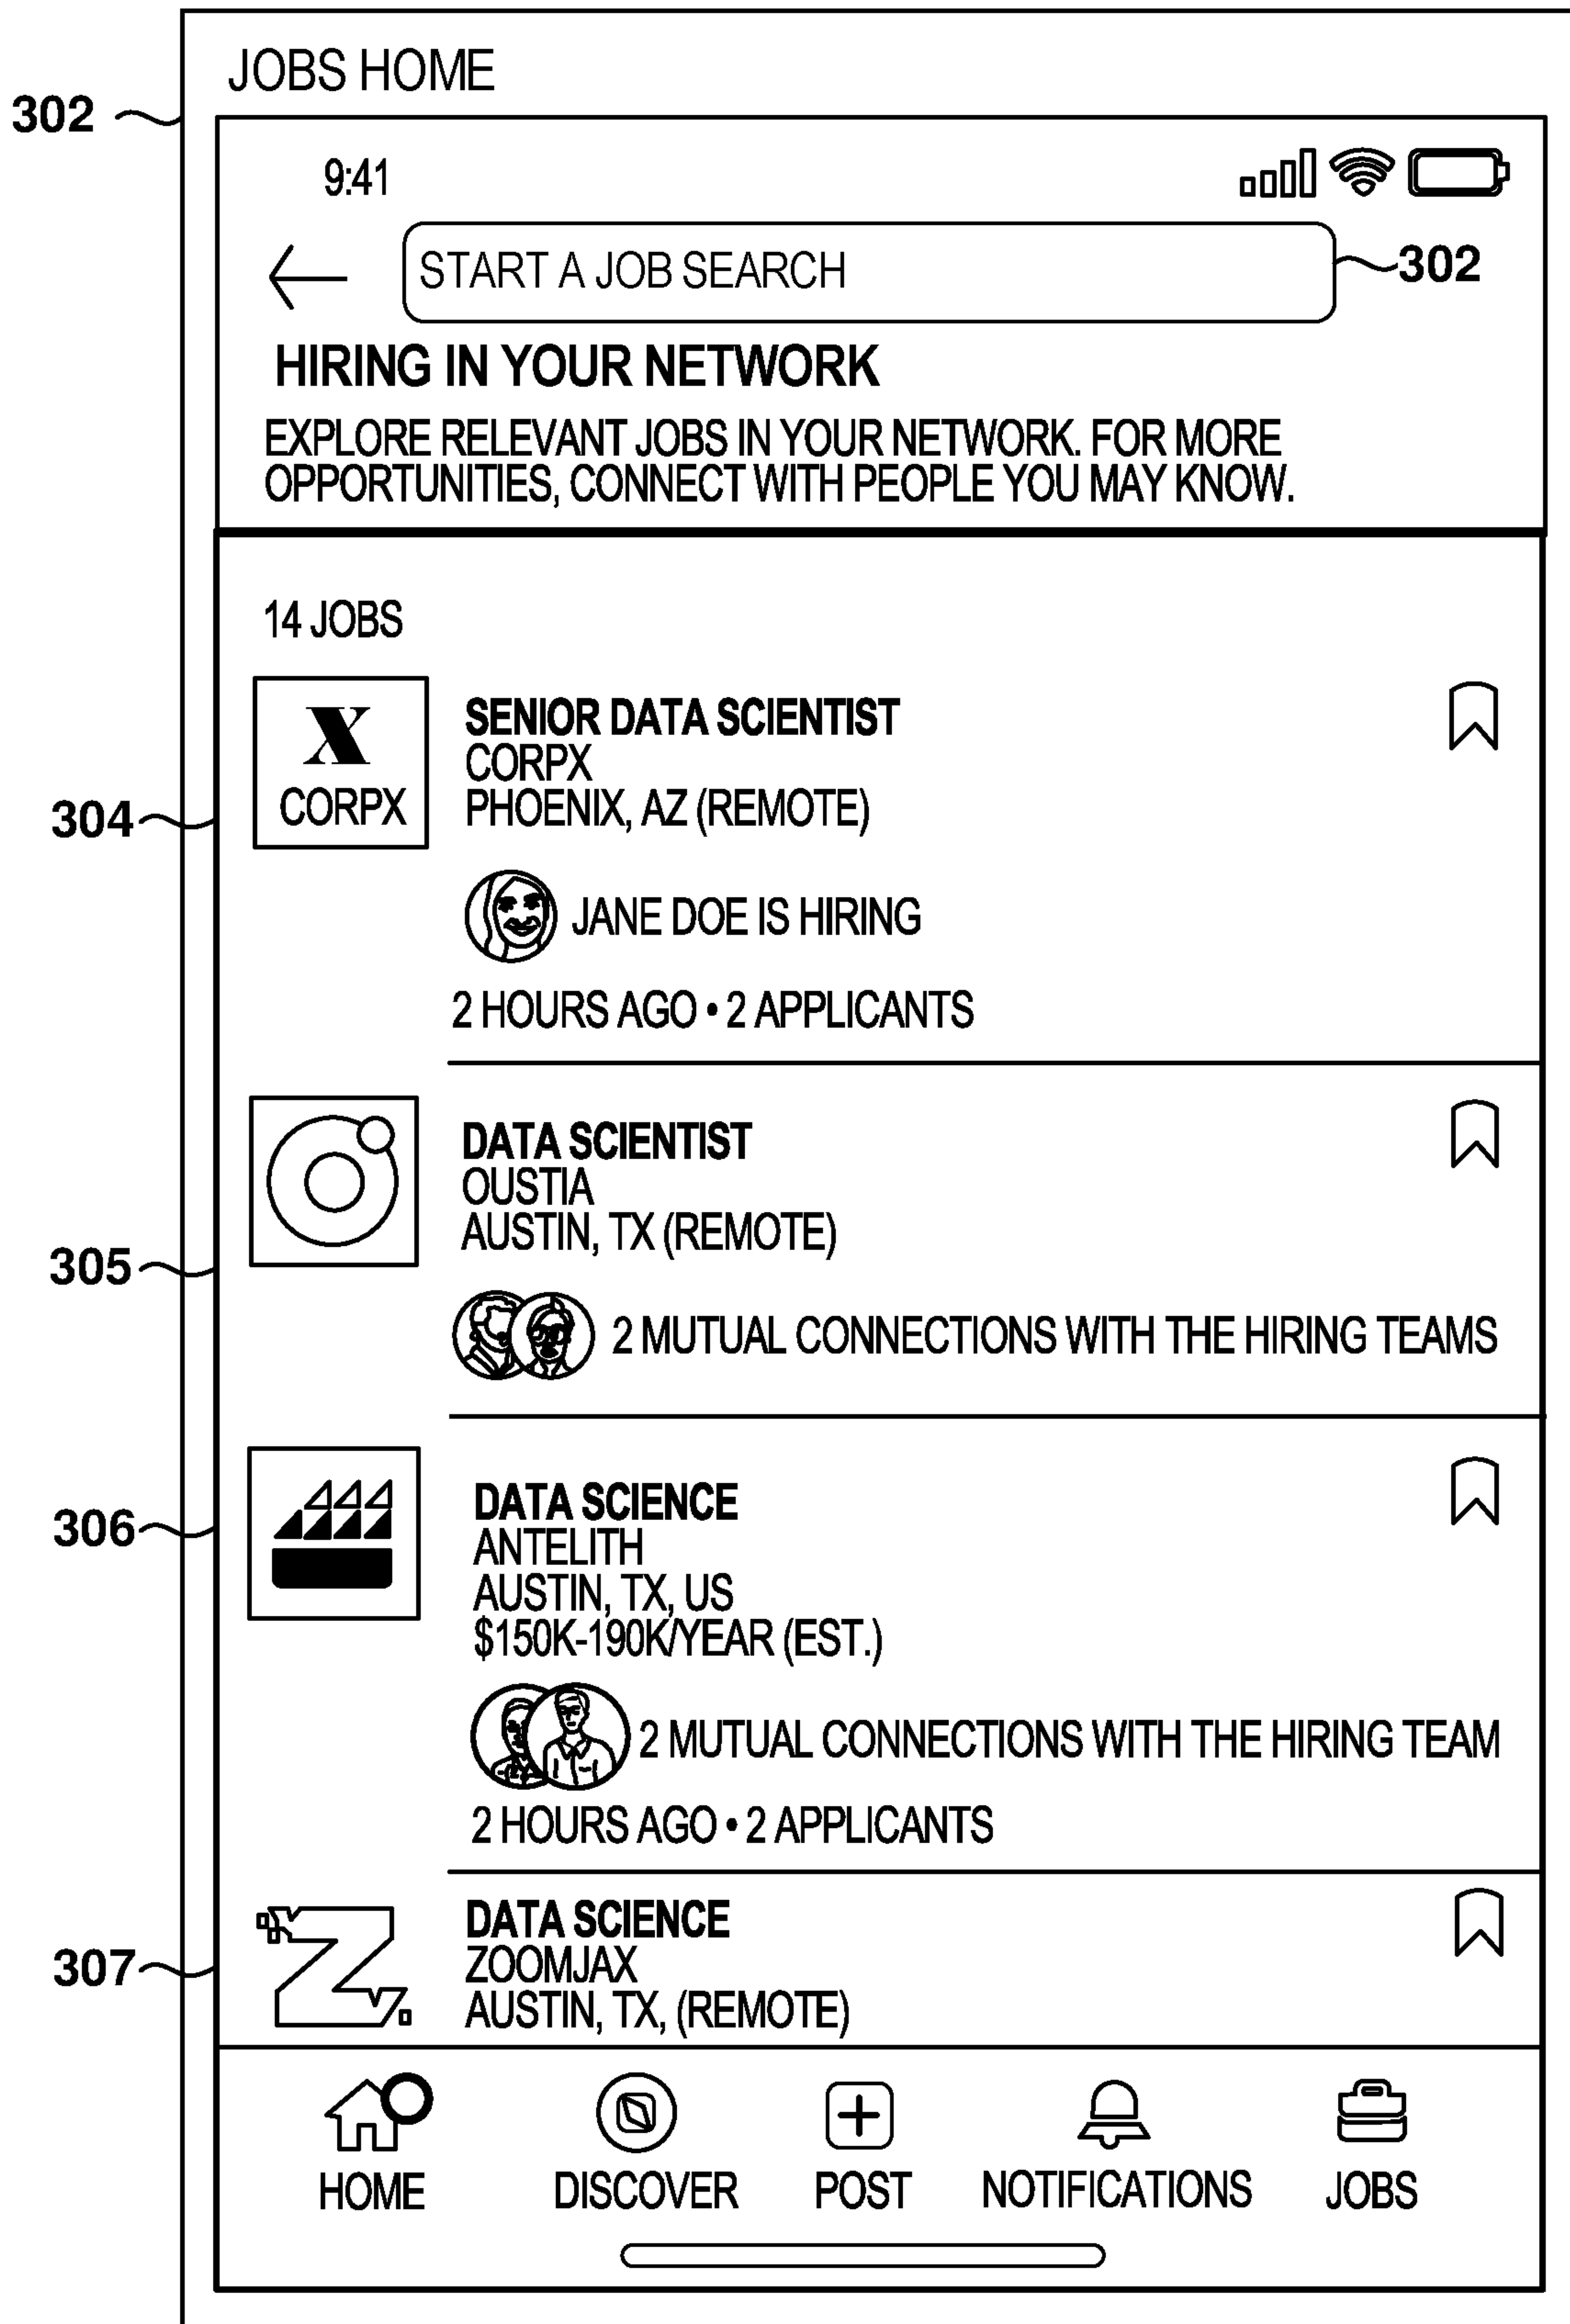 JOBS HOME
302
9:41
START A JOB SEARCH
302
HIRING IN YOUR NETWORK
EXPLORE RELEVANT JOBS IN YOUR NETWORK. FOR MORE
OPPORTUNITIES, CONNECT WITH PEOPLE YOU MAY KNOW.
14 JOBS
X
CORPX
304
SENIOR DATA SCIENTIST
CORPX
PHOENIX, AZ (REMOTE)
JANE DOE IS HIRING
2 HOURS AGO • 2 APPLICANTS
305
DATA SCIENTIST
OUSTIA
AUSTIN, TX (REMOTE)
2 MUTUAL CONNECTIONS WITH THE HIRING TEAMS
306
DATA SCIENCE
ANTELITH
AUSTIN, TX, US
$150K-190K/YEAR (EST.)
2 MUTUAL CONNECTIONS WITH THE HIRING TEAM
2 HOURS AGO • 2 APPLICANTS
307
Z
DATA SCIENCE
ZOOMJAX
AUSTIN, TX, (REMOTE)
HOME
DISCOVER
POST
NOTIFICATIONS
JOBS